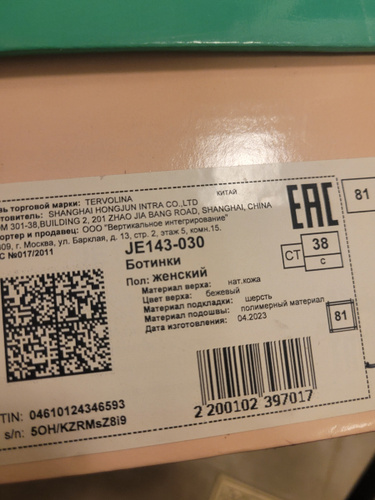 КИТАЙ
вь торговой марки: TERVOLINA
отовитель: SHANGHAI HONGJUN INTRA CO.,LTD
OM 301-38,BUILDING 2, 201 ZHAO JIA BANG ROAD, SHANGHAI, CHINA
ортер и продавец: ООО "Вертикальное интегрирование"
809, г. Москва, ул. Барклая, д. 13, стр. 2, этаж 5, комн.15.
С №017/2011
EAC
81
JE143-030
Ботинки
Пол: женский
СТ
38
с
Материал верха: нат.кожа
Цвет верха: бежевый
Материал подкладки: шерсть
Материал подошвы: полимерный материал
Дата изготовления: 04.2023
81
TIN: 04610124346593
s/n: 5OH/KZRMsZ8i9
2 200102 397017